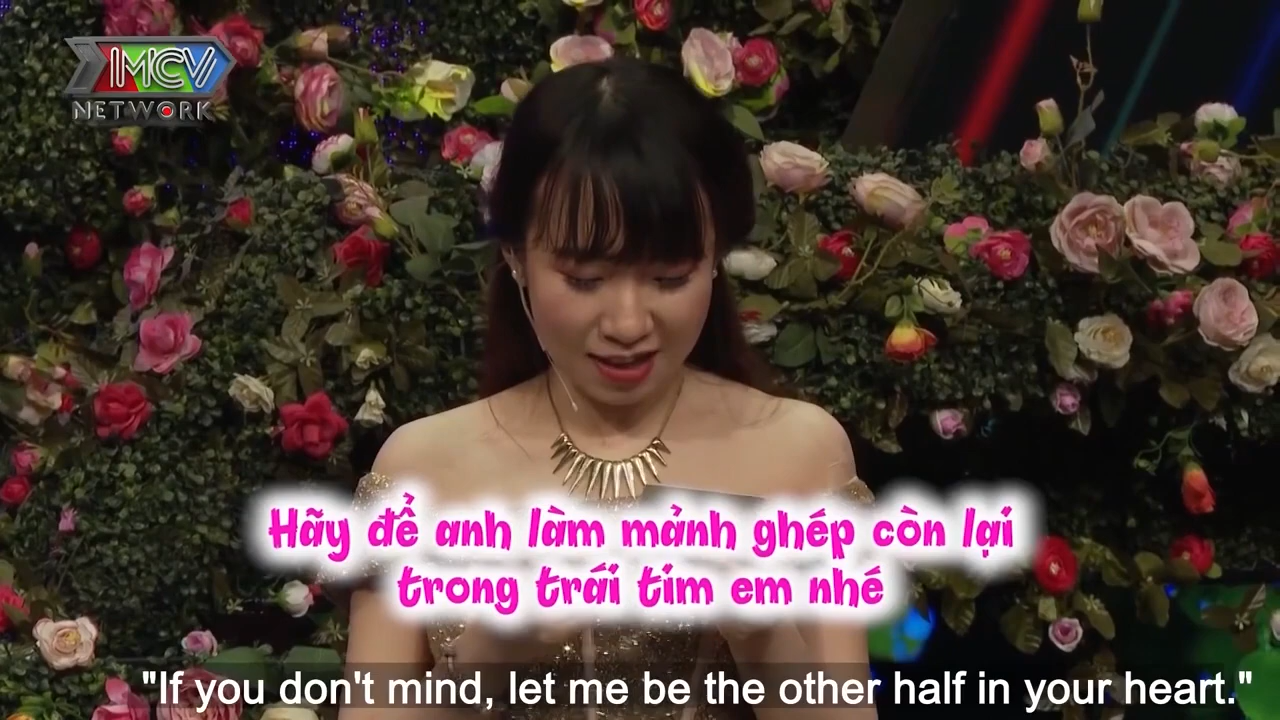 MCV
NETWORK
Hãy để anh làm mảnh ghép còn lại
trong trái tim em nhé
"If you don't mind, let me be the other half in your heart."